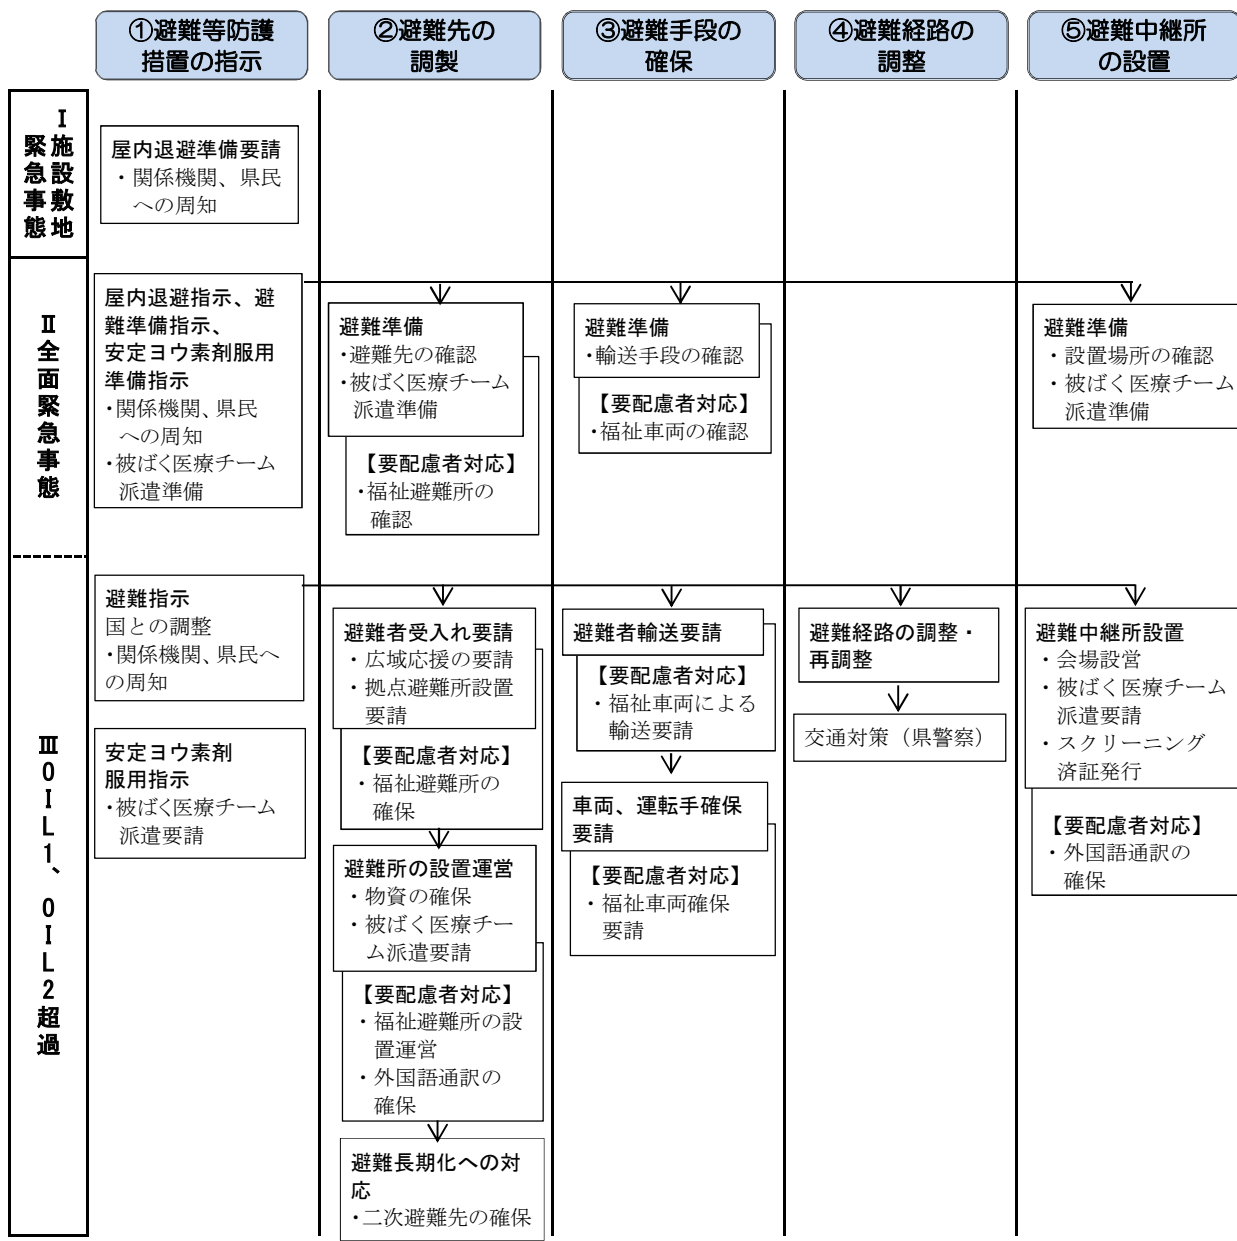 ①避難等防護
措置の指示
②避難先の
調製
③避難手段の
確保
④避難経路の
調整
⑤避難中継所
の設置
Ⅰ施設敷地
緊急事態
屋内退避準備要請
・関係機関、県民
への周知
Ⅱ全面緊急事態
屋内退避指示、避
難準備指示、
安定ヨウ素剤服用
準備指示
・関係機関、県民
への周知
・被ばく医療チーム
派遣準備
避難準備
・避難先の確認
・被ばく医療チーム
派遣準備
【要配慮者対応】
・福祉避難所の
確認
避難準備
・輸送手段の確認
【要配慮者対応】
・福祉車両の確認
避難準備
・設置場所の確認
・被ばく医療チーム
派遣準備
ⅢOIL1、OIL2超過
避難指示
国との調整
・関係機関、県民へ
の周知
安定ヨウ素剤
服用指示
・被ばく医療チーム
派遣要請
避難者受入れ要請
・広域応援の要請
・拠点避難所設置
要請
【要配慮者対応】
・福祉避難所の
確保
避難所の設置運営
・物資の確保
・被ばく医療チー
ム派遣要請
【要配慮者対応】
・福祉避難所の設
置運営
・外国語通訳の
確保
避難長期化への対
応
・二次避難先の確保
避難者輸送要請
【要配慮者対応】
・福祉車両による
輸送要請
車両、運転手確保
要請
【要配慮者対応】
・福祉車両確保
要請
避難経路の調整・
再調整
交通対策（県警察）
避難中継所設置
・会場設営
・被ばく医療チーム
派遣要請
・スクリーニング
済証発行
【要配慮者対応】
・外国語通訳の
確保